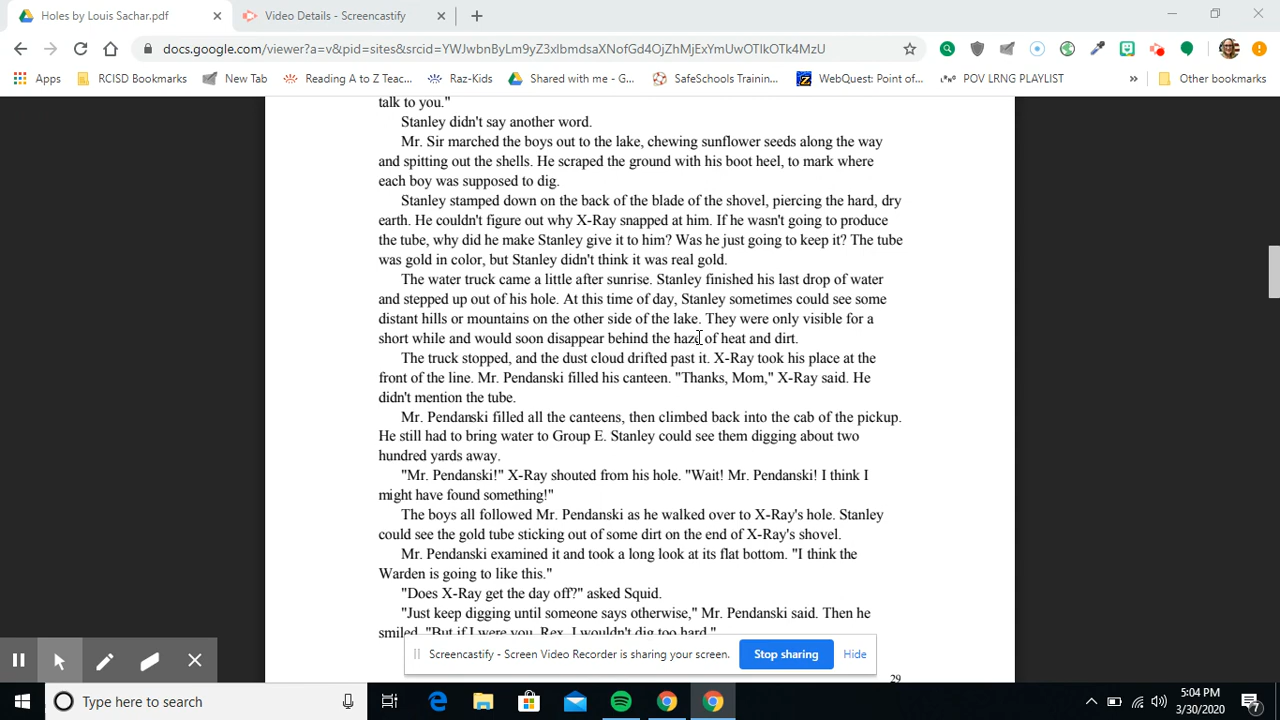 Holes by Louis Sachar.pdf
Video Details - Screencastify
docs.google.com/viewer?a=v&pid=sites&srcid=YWJwbnByLm9yZ3xlbmdsaXNofGd4OjZhMjExYmUwOTlkOTk4MzU
Apps RCISD Bookmarks New Tab Reading A to Z Teac... Raz-Kids Shared with me - G... SafeSchools Trainin... WebQuest: Point of... POV LRNG PLAYLIST » Other bookmarks
talk to you."
Stanley didn't say another word.
Mr. Sir marched the boys out to the lake, chewing sunflower seeds along the way
and spitting out the shells. He scraped the ground with his boot heel, to mark where
each boy was supposed to dig.
Stanley stamped down on the back of the blade of the shovel, piercing the hard, dry
earth. He couldn't figure out why X-Ray snapped at him. If he wasn't going to produce
the tube, why did he make Stanley give it to him? Was he just going to keep it? The tube
was gold in color, but Stanley didn't think it was real gold.
The water truck came a little after sunrise. Stanley finished his last drop of water
and stepped up out of his hole. At this time of day, Stanley sometimes could see some
distant hills or mountains on the other side of the lake. They were only visible for a
short while and would soon disappear behind the haze of heat and dirt.
The truck stopped, and the dust cloud drifted past it. X-Ray took his place at the
front of the line. Mr. Pendanski filled his canteen. "Thanks, Mom," X-Ray said. He
didn't mention the tube.
Mr. Pendanski filled all the canteens, then climbed back into the cab of the pickup.
He still had to bring water to Group E. Stanley could see them digging about two
hundred yards away.
"Mr. Pendanski!" X-Ray shouted from his hole. "Wait! Mr. Pendanski! I think I
might have found something!"
The boys all followed Mr. Pendanski as he walked over to X-Ray's hole. Stanley
could see the gold tube sticking out of some dirt on the end of X-Ray's shovel.
Mr. Pendanski examined it and took a long look at its flat bottom. "I think the
Warden is going to like this."
"Does X-Ray get the day off?" asked Squid.
"Just keep digging until someone says otherwise," Mr. Pendanski said. Then he
smiled. "But if I were you, Rex, I wouldn't dig too hard."
Screencastify - Screen Video Recorder is sharing your screen. Stop sharing Hide
29
Type here to search
5:04 PM
3/30/2020
7